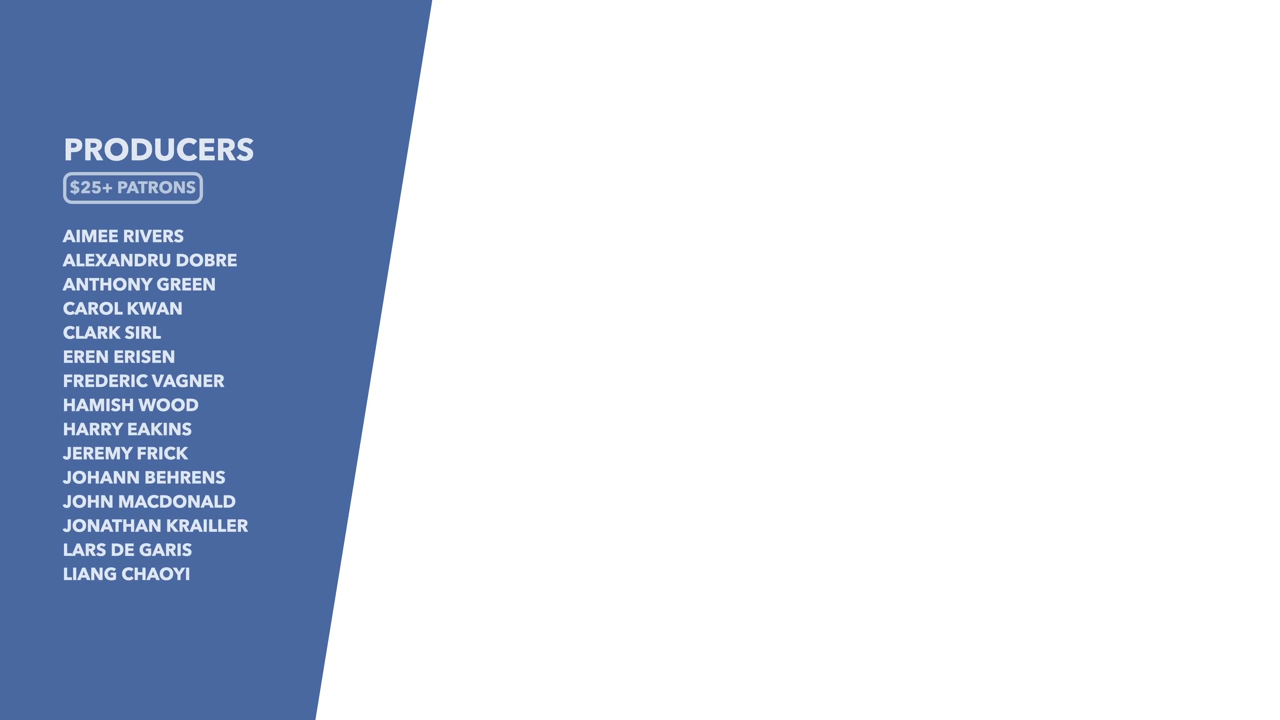 PRODUCERS
$25+ PATRONS
AIMEE RIVERS
ALEXANDRU DOBRE
ANTHONY GREEN
CAROL KWAN
CLARK SIRL
EREN ERISEN
FREDERIC VAGNER
HAMISH WOOD
HARRY EAKINS
JEREMY FRICK
JOHANN BEHRENS
JOHN MACDONALD
JONATHAN KRAILLER
LARS DE GARIS
LIANG CHAOYI